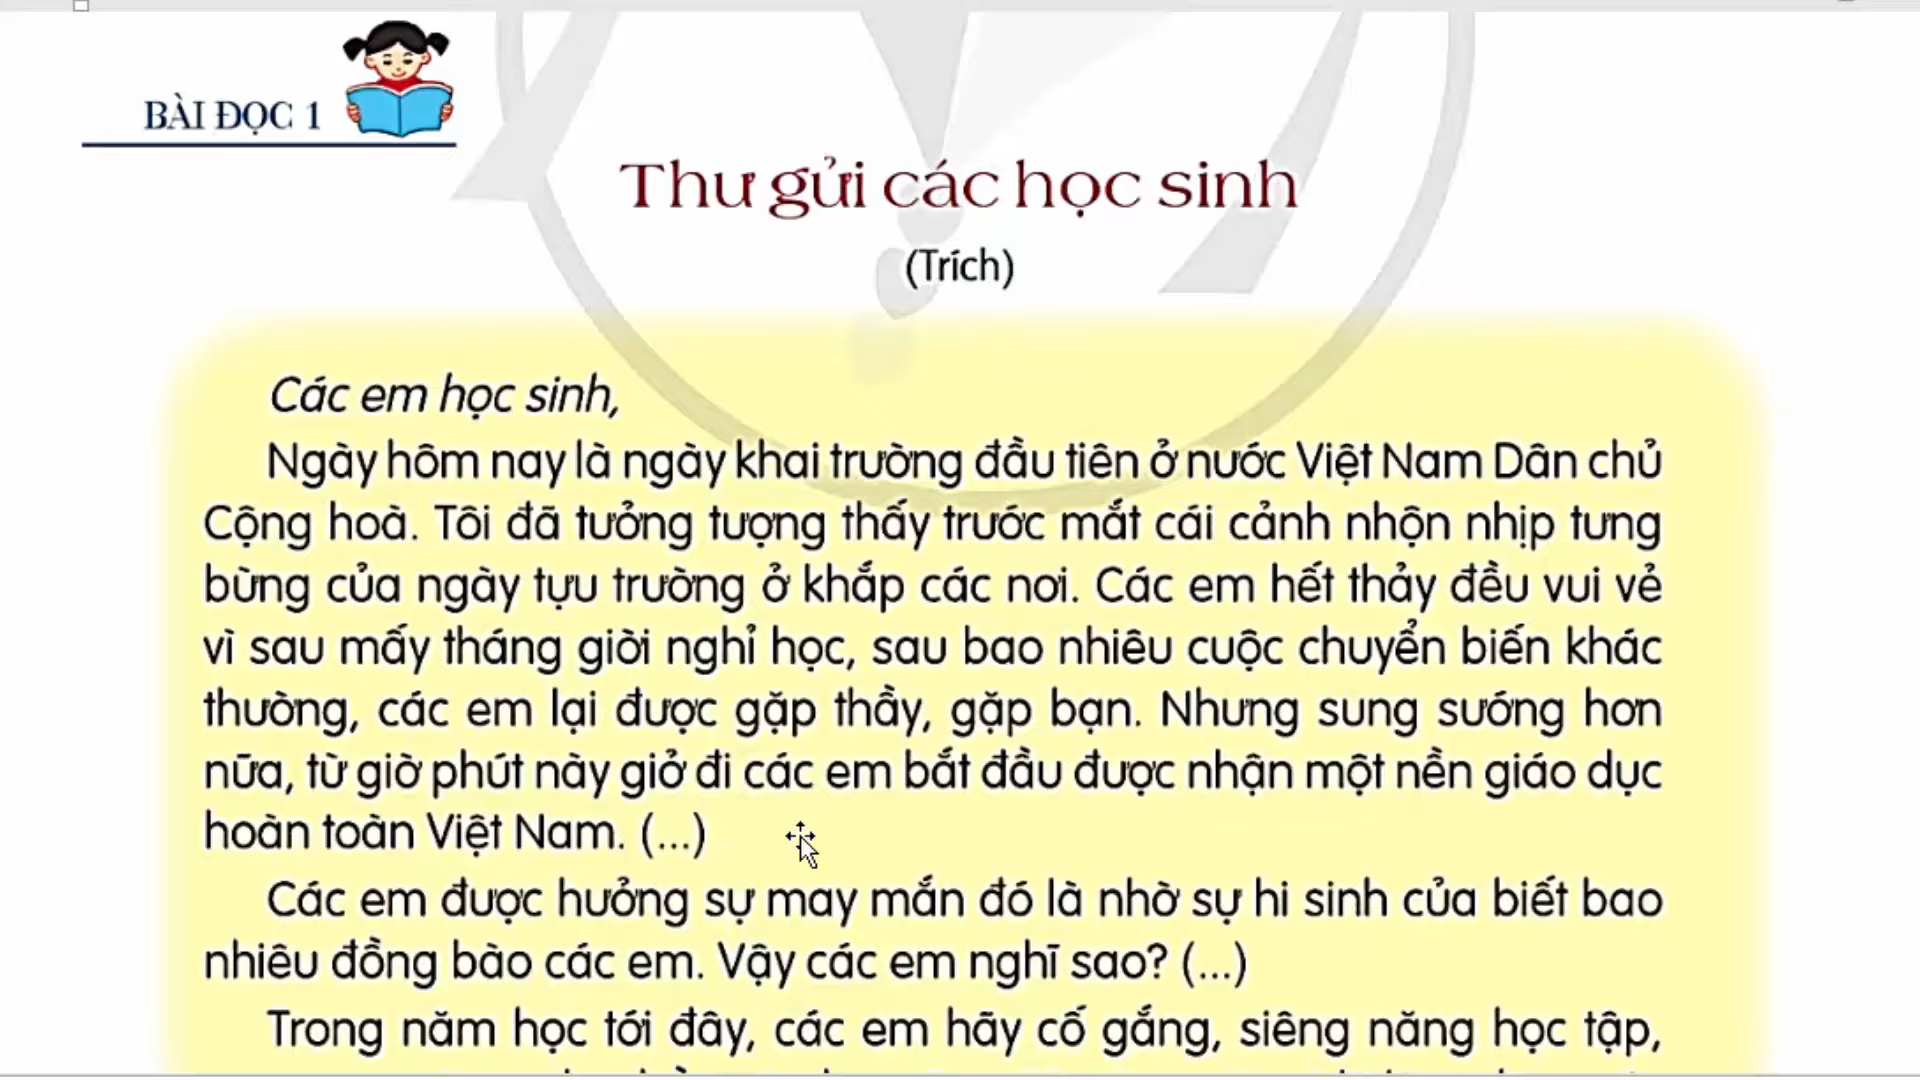 BÀI ĐỌC 1
Thư gửi các học sinh
(Trích)
Các em học sinh,
Ngày hôm nay là ngày khai trường đầu tiên ở nước Việt Nam Dân chủ
Cộng hoà. Tôi đã tưởng tượng thấy trước mắt cái cảnh nhộn nhịp tưng
bừng của ngày tựu trường ở khắp các nơi. Các em hết thảy đều vui vẻ
vì sau mấy tháng giời nghỉ học, sau bao nhiêu cuộc chuyển biến khác
thường, các em lại được gặp thầy, gặp bạn. Nhưng sung sướng hơn
nữa, từ giờ phút này giở đi các em bắt đầu được nhận một nền giáo dục
hoàn toàn Việt Nam. (...)
Các em được hưởng sự may mắn đó là nhờ sự hi sinh của biết bao
nhiêu đồng bào các em. Vậy các em nghĩ sao? (...)
Trong năm học tới đây, các em hãy cố gắng, siêng năng học tập,